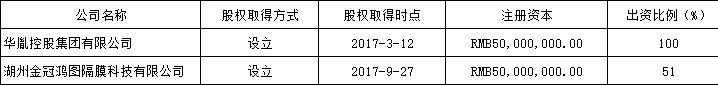 公司名称 股权取得方式 股权取得时点 注册资本 出资比例（%）
华胤控股集团有限公司 设立 2017-3-12 RMB50,000,000.00 100
湖州金冠鸿图隔膜科技有限公司 设立 2017-9-27 RMB50,000,000.00 51